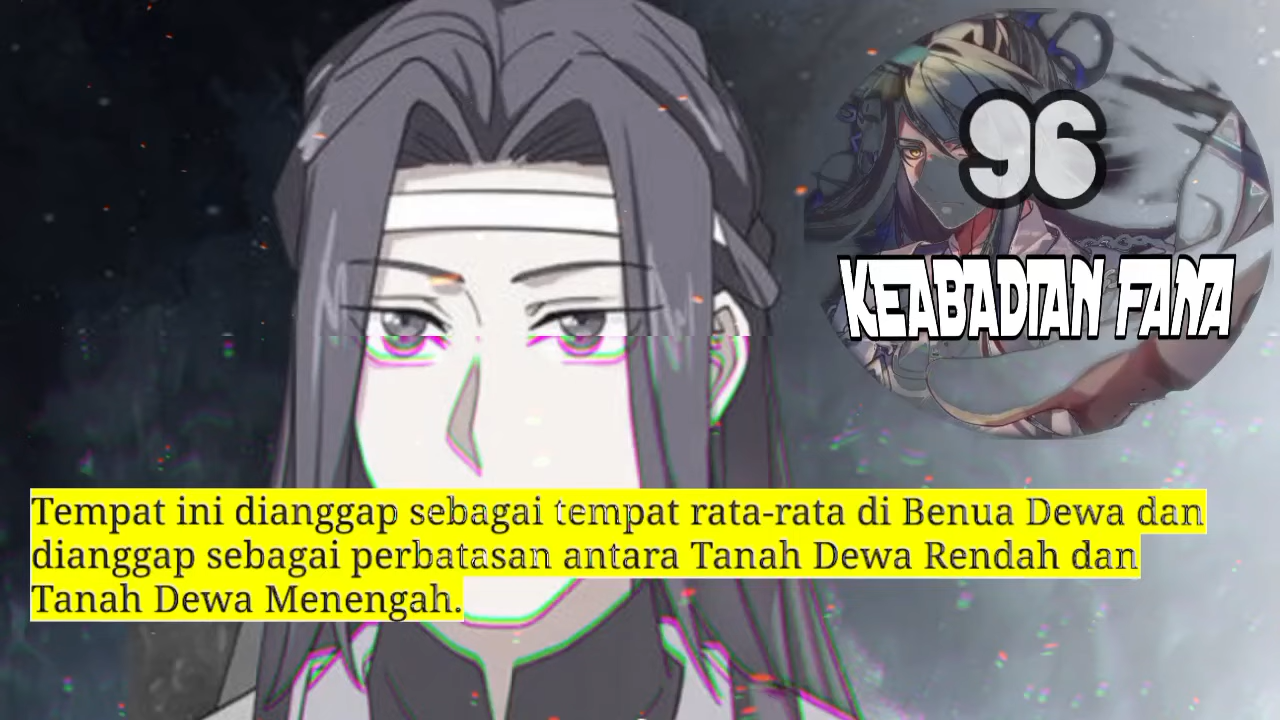 96
KEABADIAN FANA
Tempat ini dianggap sebagai tempat rata-rata di Benua Dewa dan
dianggap sebagai perbatasan antara Tanah Dewa Rendah dan
Tanah Dewa Menengah.